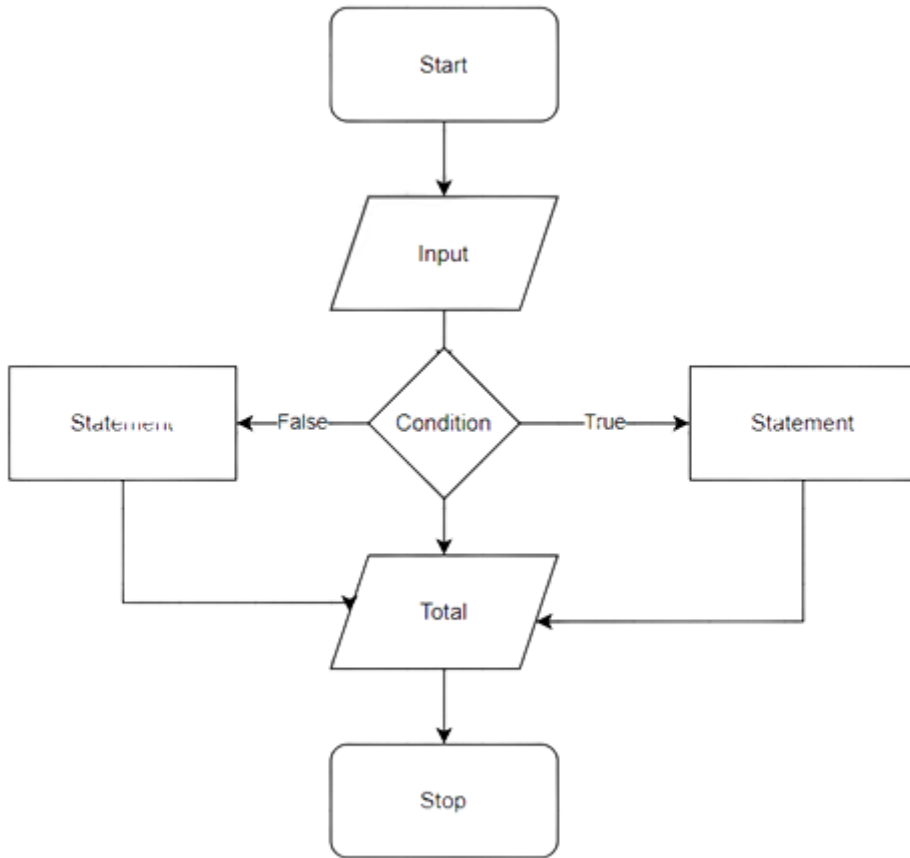 Start
Input
Statement
False
Condition
True
Statement
Total
Stop